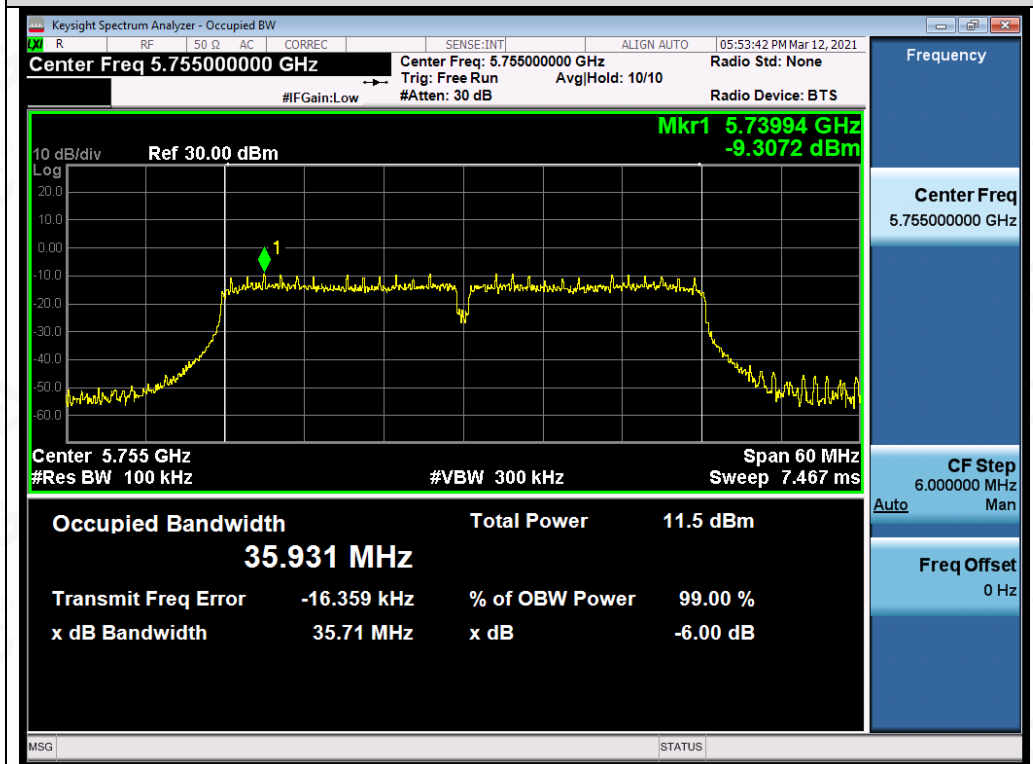 Keysight Spectrum Analyzer - Occupied BW
LXI R RF 50 Ω AC CORREC SENSE:INT ALIGN AUTO 05:53:42 PM Mar 12, 2021
Center Freq 5.755000000 GHz
Center Freq: 5.755000000 GHz
Radio Std: None
Trig: Free Run Avg|Hold: 10/10
#IFGain:Low
#Atten: 30 dB
Radio Device: BTS
Mkr1 5.73994 GHz
-9.3072 dBm
10 dB/div Ref 30.00 dBm
Log
20.0
10.0
0.00
1
-10.0
-20.0
-30.0
-40.0
-50.0
-60.0
Center 5.755 GHz Span 60 MHz
#Res BW 100 kHz #VBW 300 kHz Sweep 7.467 ms
Occupied Bandwidth Total Power 11.5 dBm
35.931 MHz
Transmit Freq Error -16.359 kHz % of OBW Power 99.00 %
x dB Bandwidth 35.71 MHz x dB -6.00 dB
MSG STATUS
Frequency
Center Freq
5.755000000 GHz
CF Step
6.000000 MHz
Auto Man
Freq Offset
0 Hz